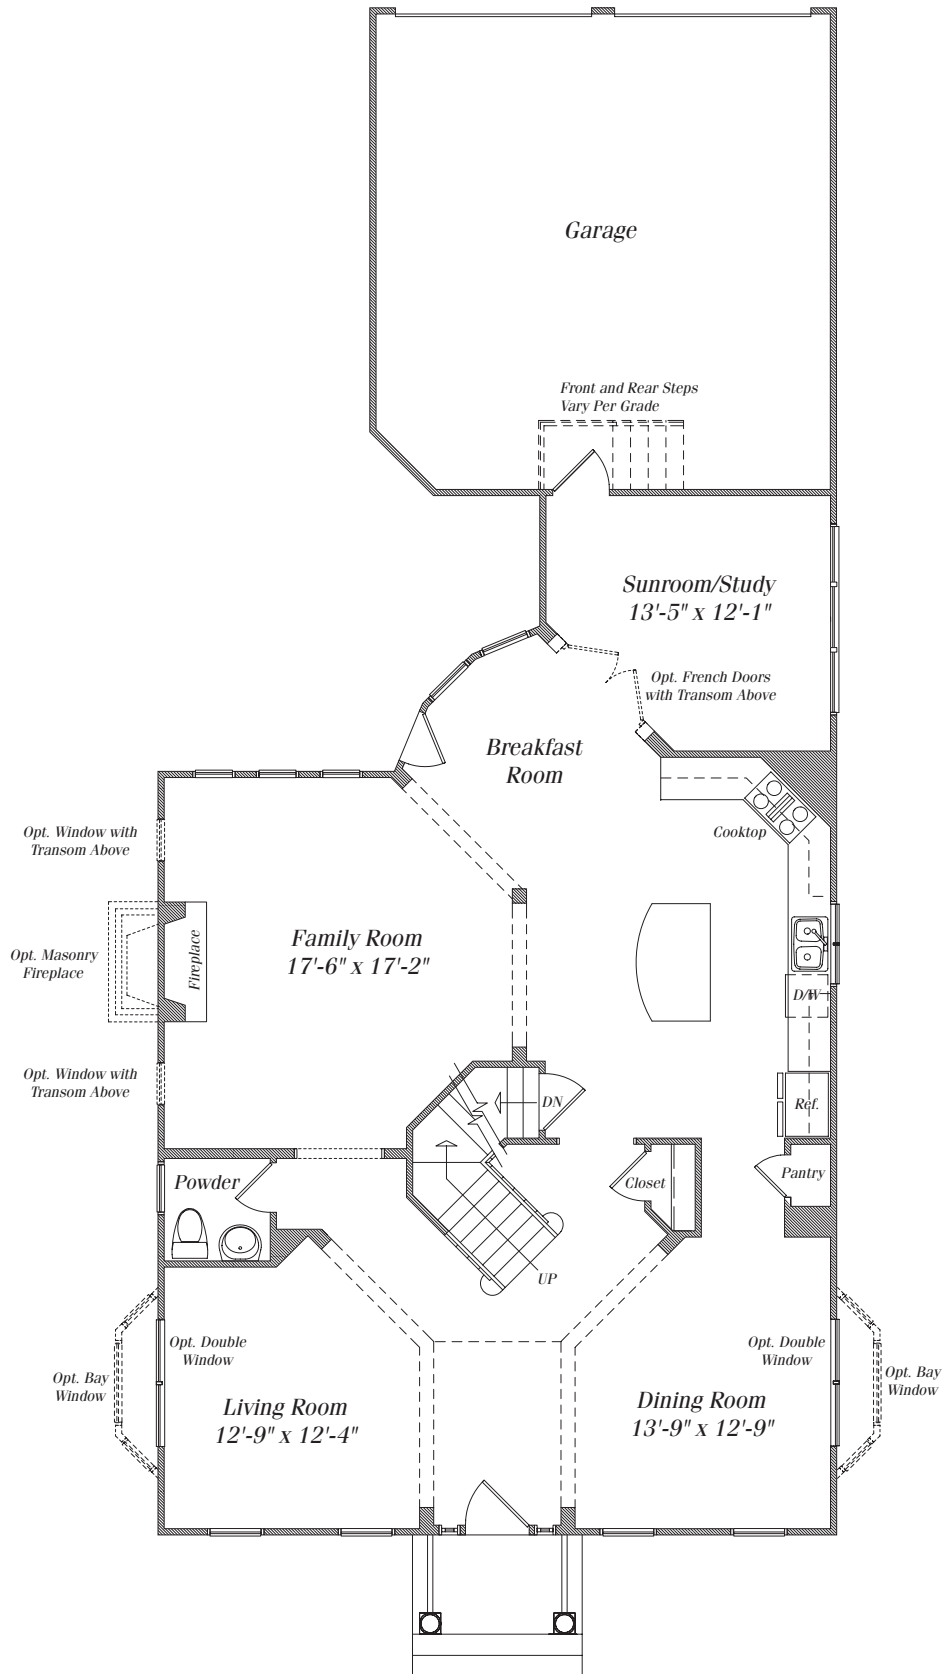 Garage
Front and Rear Steps
Vary Per Grade
Sunroom/Study
13'-5" x 12'-1"
Opt. French Doors
with Transom Above
Breakfast
Room
Cooktop
Opt. Window with
Transom Above
Family Room
17'-6" x 17'-2"
Fireplace
Opt. Masonry
Fireplace
D/W
Opt. Window with
Transom Above
DN
Ref.
Powder
Closet
Pantry
UP
Opt. Double
Window
Opt. Double
Window
Opt. Bay
Window
Opt. Bay
Window
Living Room
12'-9" x 12'-4"
Dining Room
13'-9" x 12'-9"